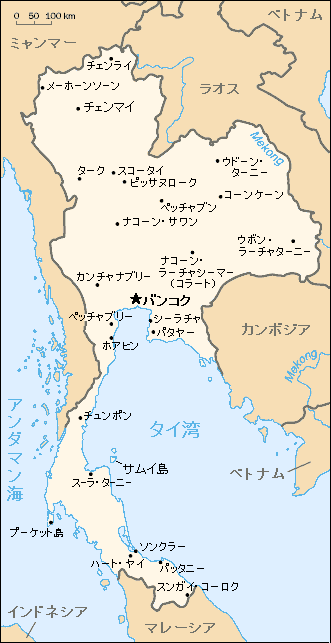 0 50 100 km
ベトナム
ミャンマー
チェンライ
メーホーンソーン
ラオス
チェンマイ
Mekong
ターク
スコータイ
ピッサヌローク
ウドーン・
ターニー
コーンケーン
ペッチャブン
ナコーン・サワン
ウボン・
ラーチャターニー
ナコーン・
ラーチャシーマー
(コラート)
カンチャナブリー
バンコク
ペッチャブリー
シーラチャ
パタヤー
ホアヒン
カンボジア
Mekong
アンダマン海
チュンポン
タイ湾
サムイ島
ベトナム
スーラ・ターニー
プーケット島
ソンクラー
ハート・ヤイ
パッタニー
スンガイ・コーロク
インドネシア
マレーシア